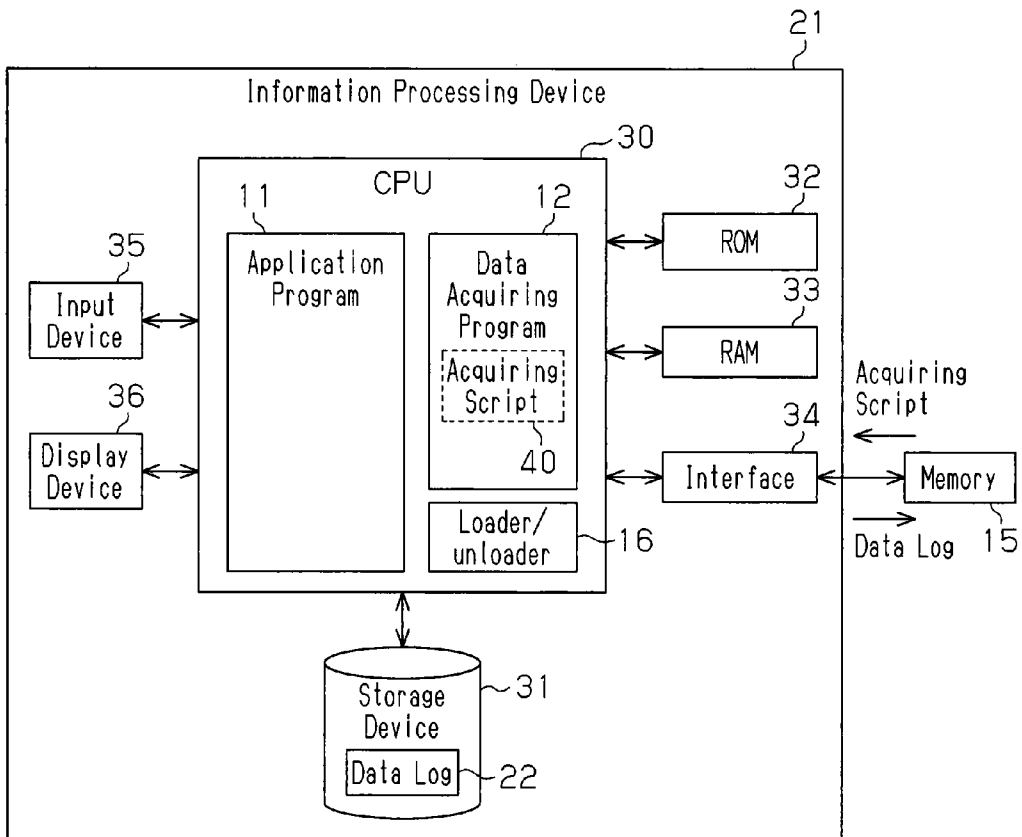 21
Information Processing Device
30
CPU
11
12
Application
Program
Data
Acquiring
Program
Acquiring
Script
40
Loader/
unloader
16
35
Input
Device
36
Display
Device
32
ROM
33
RAM
34
Interface
Acquiring
Script
Memory
15
Data Log
Storage
Device
31
Data Log
22